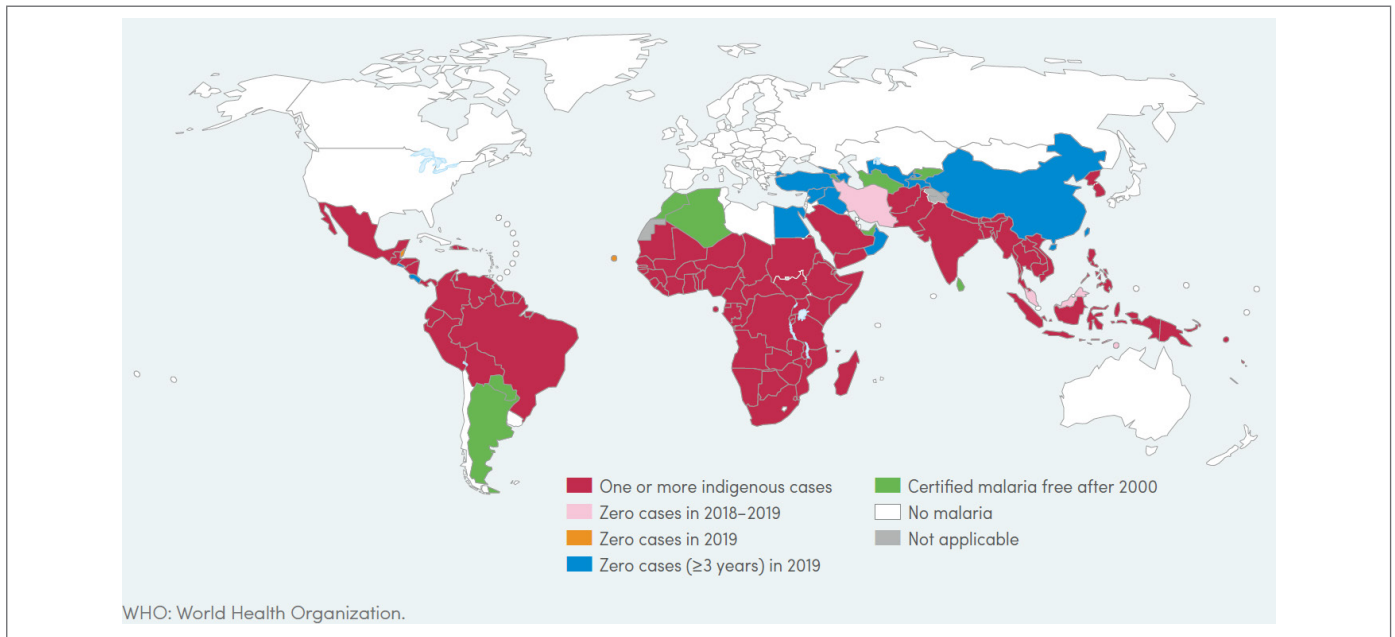 One or more indigenous cases
Zero cases in 2018–2019
Zero cases in 2019
Zero cases (≥3 years) in 2019
Certified malaria free after 2000
No malaria
Not applicable
WHO: World Health Organization.